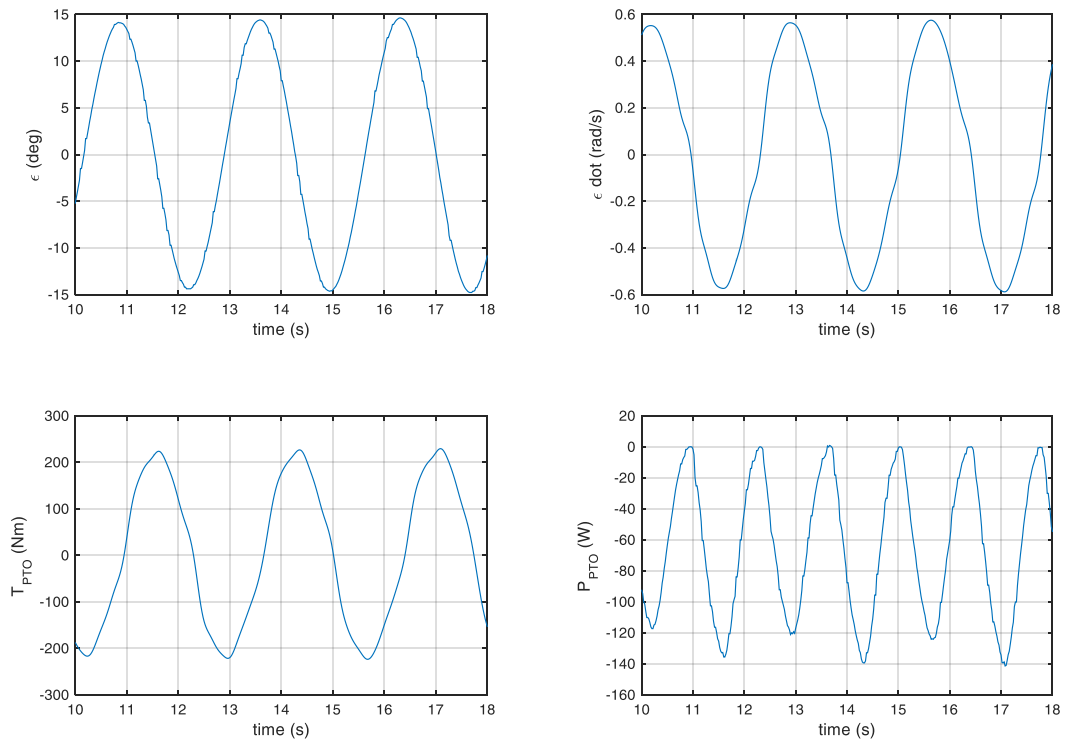 15
10
5
0
-5
-10
-15
ϵ (deg)
10 11 12 13 14 15 16 17 18
time (s)
0.6
0.4
0.2
0
-0.2
-0.4
-0.6
ϵ dot (rad/s)
10 11 12 13 14 15 16 17 18
time (s)
300
200
100
0
-100
-200
-300
T_PTO (Nm)
10 11 12 13 14 15 16 17 18
time (s)
20
0
-20
-40
-60
-80
-100
-120
-140
-160
P_PTO (W)
10 11 12 13 14 15 16 17 18
time (s)